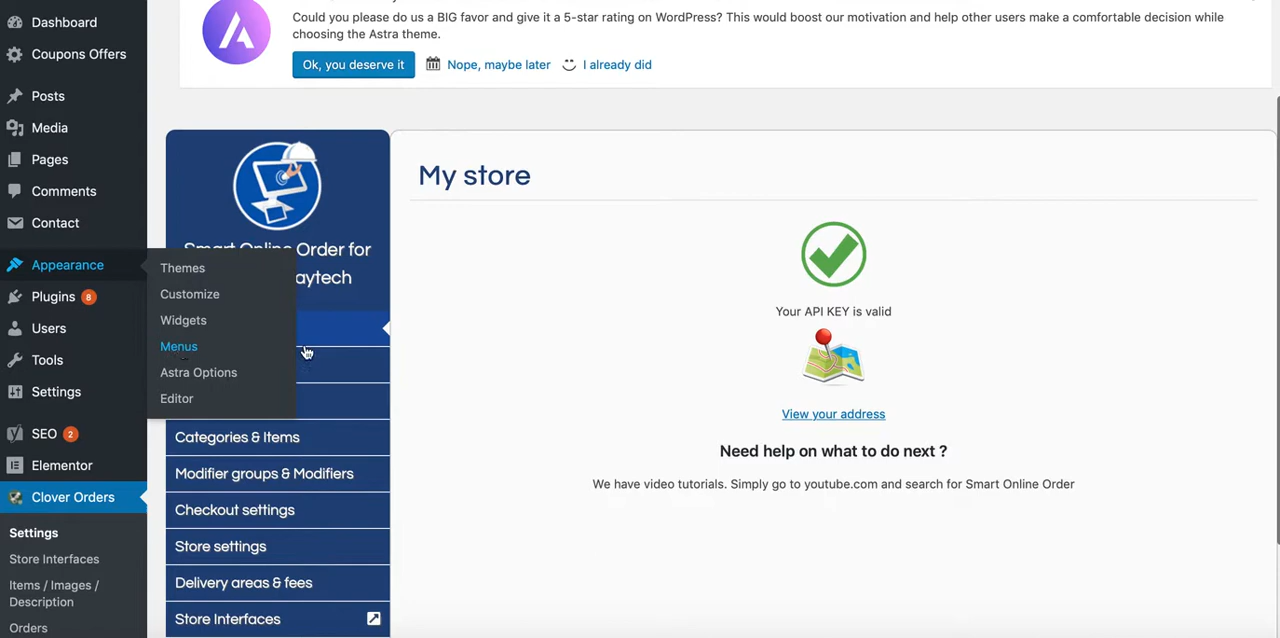 Dashboard
Coupons Offers
Posts
Media
Pages
Comments
Contact
Appearance
Plugins 8
Users
Tools
Settings
SEO 2
Elementor
Clover Orders
Settings
Store Interfaces
Items / Images /
Description
Orders
Themes
Customize
Widgets
Menus
Astra Options
Editor
Could you please do us a BIG favor and give it a 5-star rating on WordPress? This would boost our motivation and help other users make a comfortable decision while
choosing the Astra theme.
Ok, you deserve it
Nope, maybe later
I already did
Smart Online Order for
aytech
Categories & Items
Modifier groups & Modifiers
Checkout settings
Store settings
Delivery areas & fees
Store Interfaces
My store
Your API KEY is valid
View your address
Need help on what to do next ?
We have video tutorials. Simply go to youtube.com and search for Smart Online Order